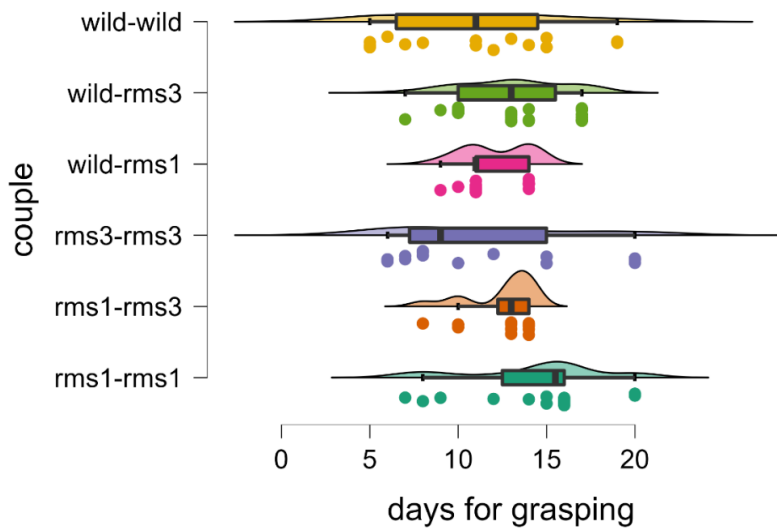 wild-wild
wild-rms3
wild-rms1
rms3-rms3
rms1-rms3
rms1-rms1
couple
0 5 10 15 20
days for grasping